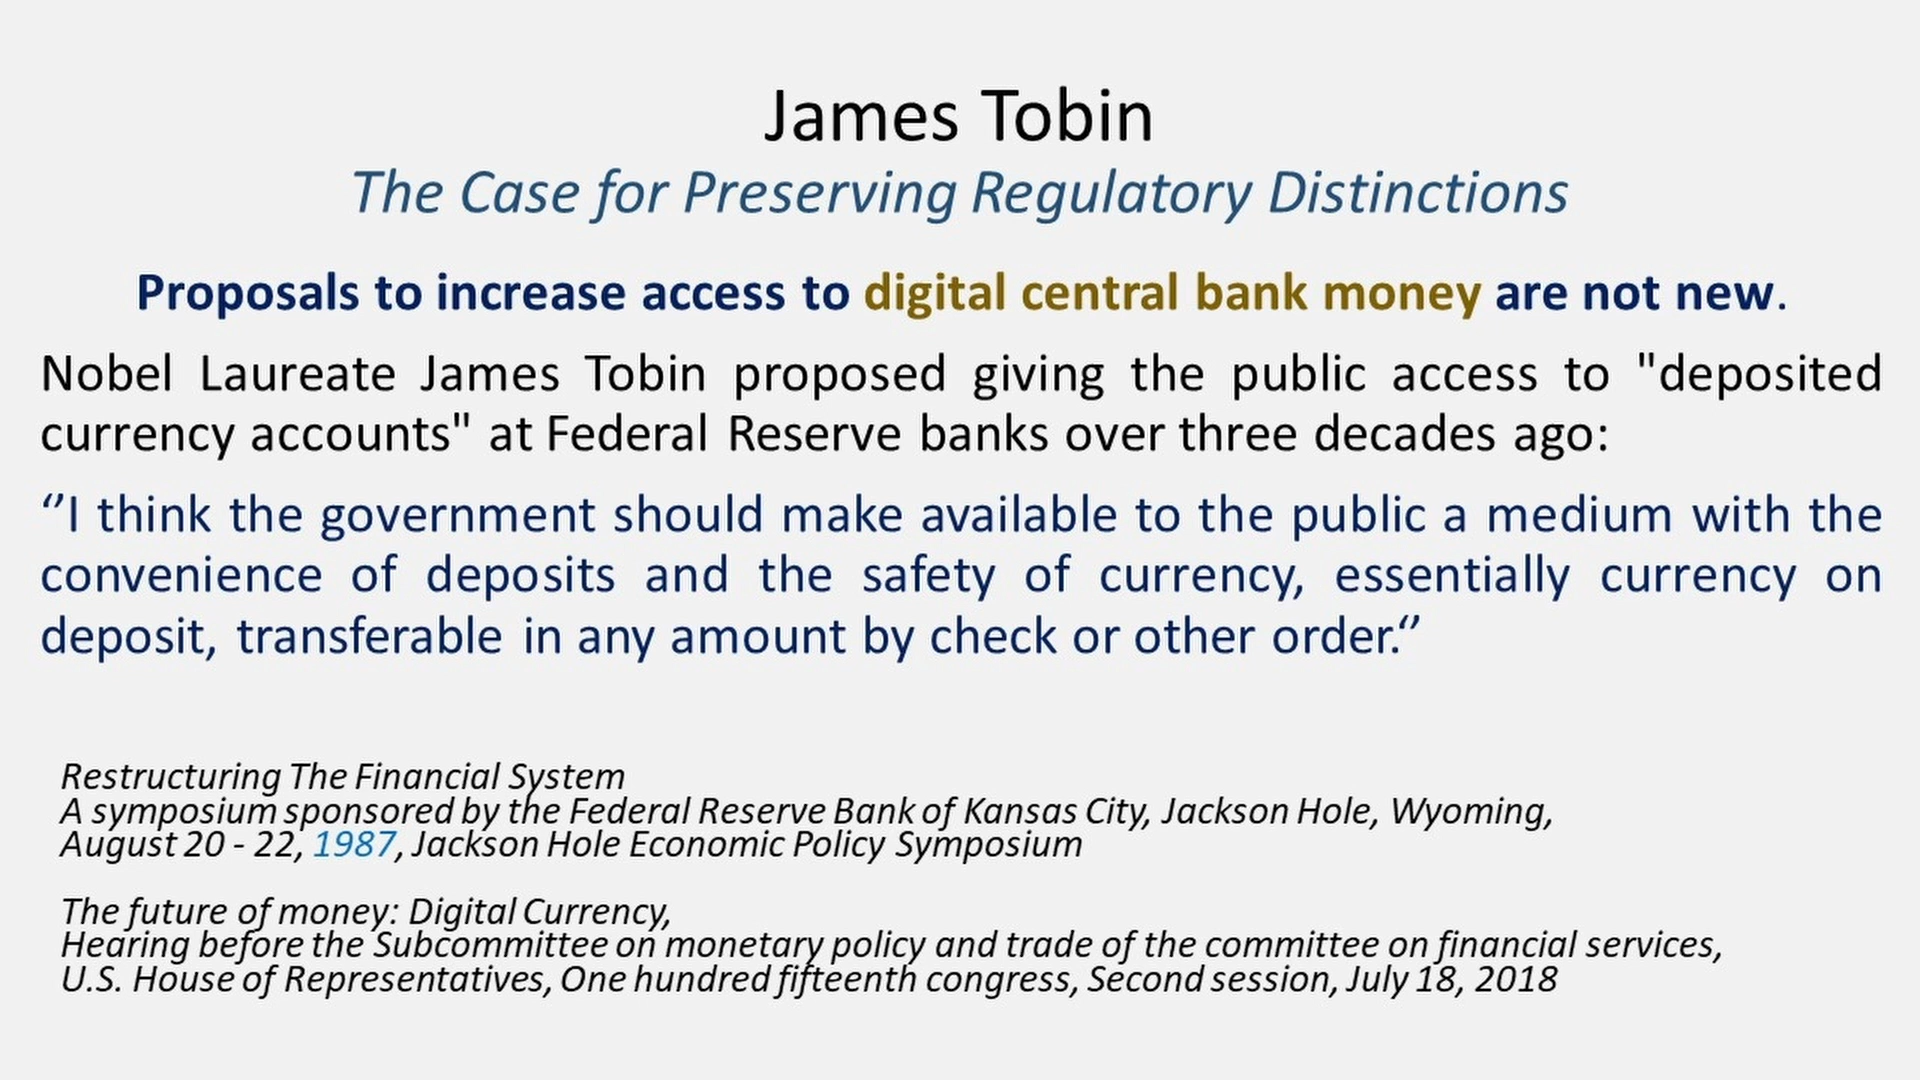 James Tobin
The Case for Preserving Regulatory Distinctions
Proposals to increase access to digital central bank money are not new.
Nobel Laureate James Tobin proposed giving the public access to "deposited
currency accounts" at Federal Reserve banks over three decades ago:
‘’I think the government should make available to the public a medium with the
convenience of deposits and the safety of currency, essentially currency on
deposit, transferable in any amount by check or other order.‘’
Restructuring The Financial System
A symposium sponsored by the Federal Reserve Bank of Kansas City, Jackson Hole, Wyoming,
August 20 - 22, 1987, Jackson Hole Economic Policy Symposium
The future of money: Digital Currency,
Hearing before the Subcommittee on monetary policy and trade of the committee on financial services,
U.S. House of Representatives, One hundred fifteenth congress, Second session, July 18, 2018